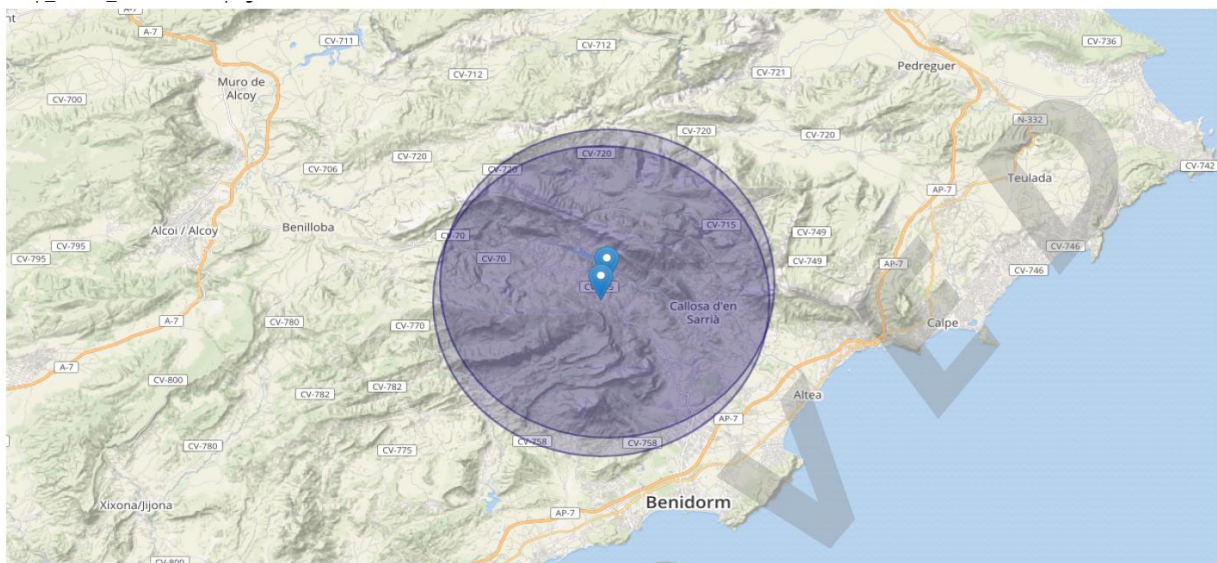 A-7
A-7
CV-711
CV-712
CV-736
Muro de
Alcoy
CV-712
CV-721
Pedreguer
CV-700
N-332
CV-720
CV-720
CV-720
CV-720
CV-742
CV-706
CV-720
Teulada
AP-7
Benilloba
CV-715
Alcoi / Alcoy
CV-70
CV-749
CV-795
CV-746
CV-795
CV-70
CV-749
AP-7
CV-746
Callosa d'en
Sarrià
A-7
CV-780
CV-770
Calpe
A-7
CV-800
CV-782
CV-782
Altea
AP-7
CV-780
CV-775
CV-758
CV-758
Xixona/Jijona
Benidorm
AP-7
CV-800